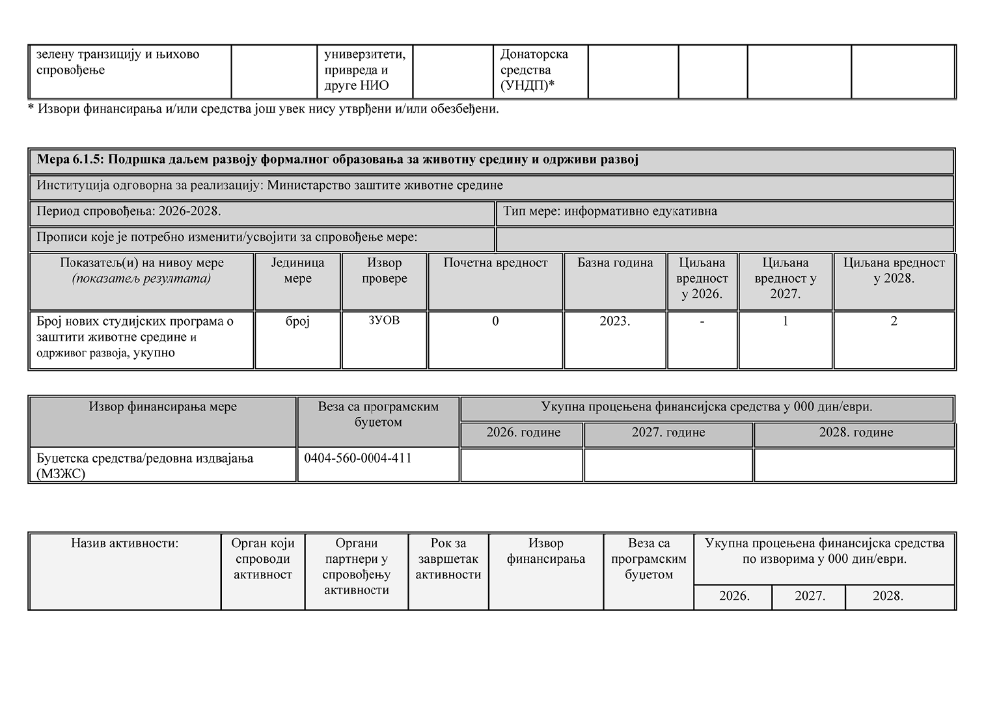 зелену транзицију и њихово
спровођење
универзитети,
привреда и
друге НИО
Донаторска
средства
(УНДП)*
* Извори финансирања и/или средства још увек нису утврђени и/или обезбеђени.
Мера 6.1.5: Подршка даљем развоју формалног образовања за животну средину и одрживи развој
Институција одговорна за реализацију: Министарство заштите животне средине
Период спровођења: 2026-2028.
Тип мере: информативно едукативна
Прописи које је потребно изменити/усвојити за спровођење мере:
Показатељ(и) на нивоу мере
(показатељ резултата)
Јединица
мере
Извор
провере
Почетна вредност
Базна година
Циљана
вредност
у 2026.
Циљана
вредност у
2027.
Циљана вредност
у 2028.
Број нових студијских програма о
заштити животне средине и
одрживог развоја, укупно
број
ЗУОВ
0
2023.
-
1
2
Извор финансирања мере
Веза са програмским
буџетом
Укупна процењена финансијска средства у 000 дин/еври.
2026. године
2027. године
2028. године
Буџетска средства/редовна издвајања
(МЗЖС)
0404-560-0004-411
Назив активности:
Орган који
спроводи
активност
Органи
партнери у
спровођењу
активности
Рок за
завршетак
активности
Извор
финансирања
Веза са
програмским
буџетом
Укупна процењена финансијска средства
по изворима у 000 дин/еври.
2026.
2027.
2028.